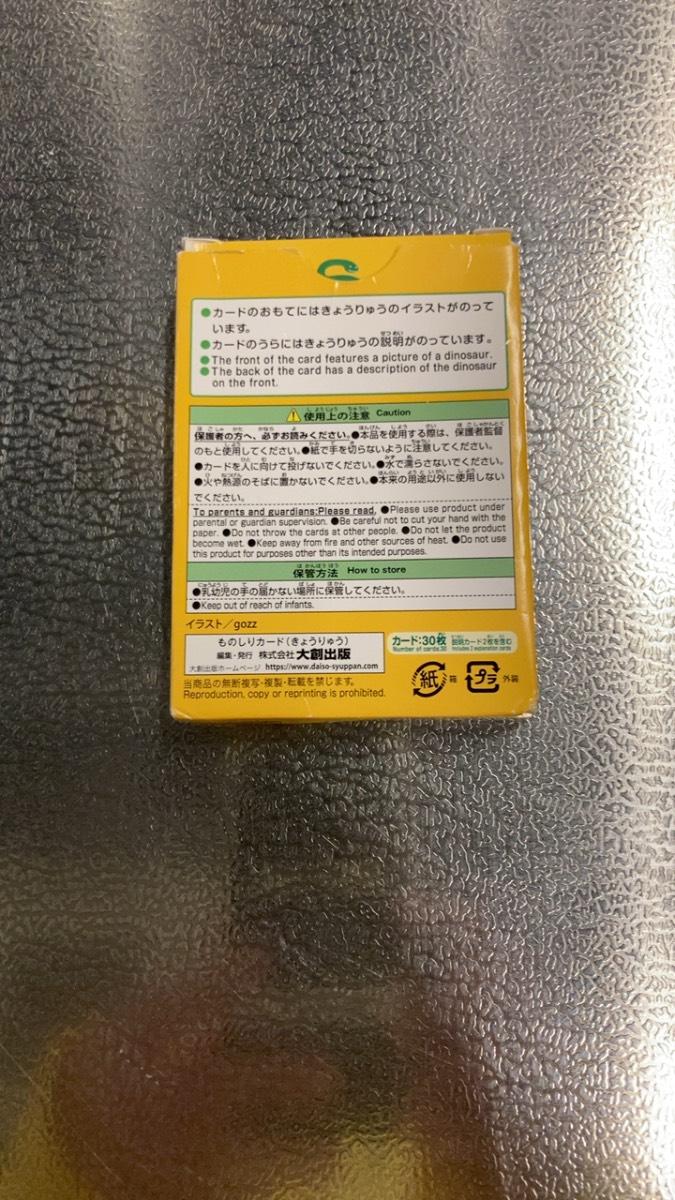 ●カードのおもてにはきょうりゅうのイラストがのって
います。
●カードのうらにはきょうりゅうの説明がのっています。
●The front of the card features a picture of a dinosaur.
●The back of the card has a description of the dinosaur
on the front.
使用上の注意 Caution
保護者の方へ、必ずお読みください。●本品を使用する際は、保護者監督
のもと使用してください。●紙で手を切らないように注意してください。
●カードを人に向けて投げないでください。●水で濡らさないでください。
●火や熱源のそばに置かないでください。●本来の用途以外に使用しない
でください。
To parents and guardians:Please read. ●Please use product under
parental or guardian supervision. ●Be careful not to cut your hand with the
paper. ●Do not throw the cards at other people. ●Do not let the product
become wet. ●Keep away from fire and other sources of heat. ●Do not use
this product for purposes other than its intended purposes.
保管方法 How to store
●乳幼児の手の届かない場所に保管してください。
●Keep out of reach of infants.
イラスト／gozz
ものしりカード(きょうりゅう)
編集・発行 株式会社大創出版
大創出版ホームページ https://www.daiso-syuppan.com
カード:30枚 説明カード2枚を含む
Number of cards:30 Includes 2 explanation cards
紙 箱 プラ 外袋
当商品の無断複写・複製・転載を禁じます。
Reproduction, copy or reprinting is prohibited.